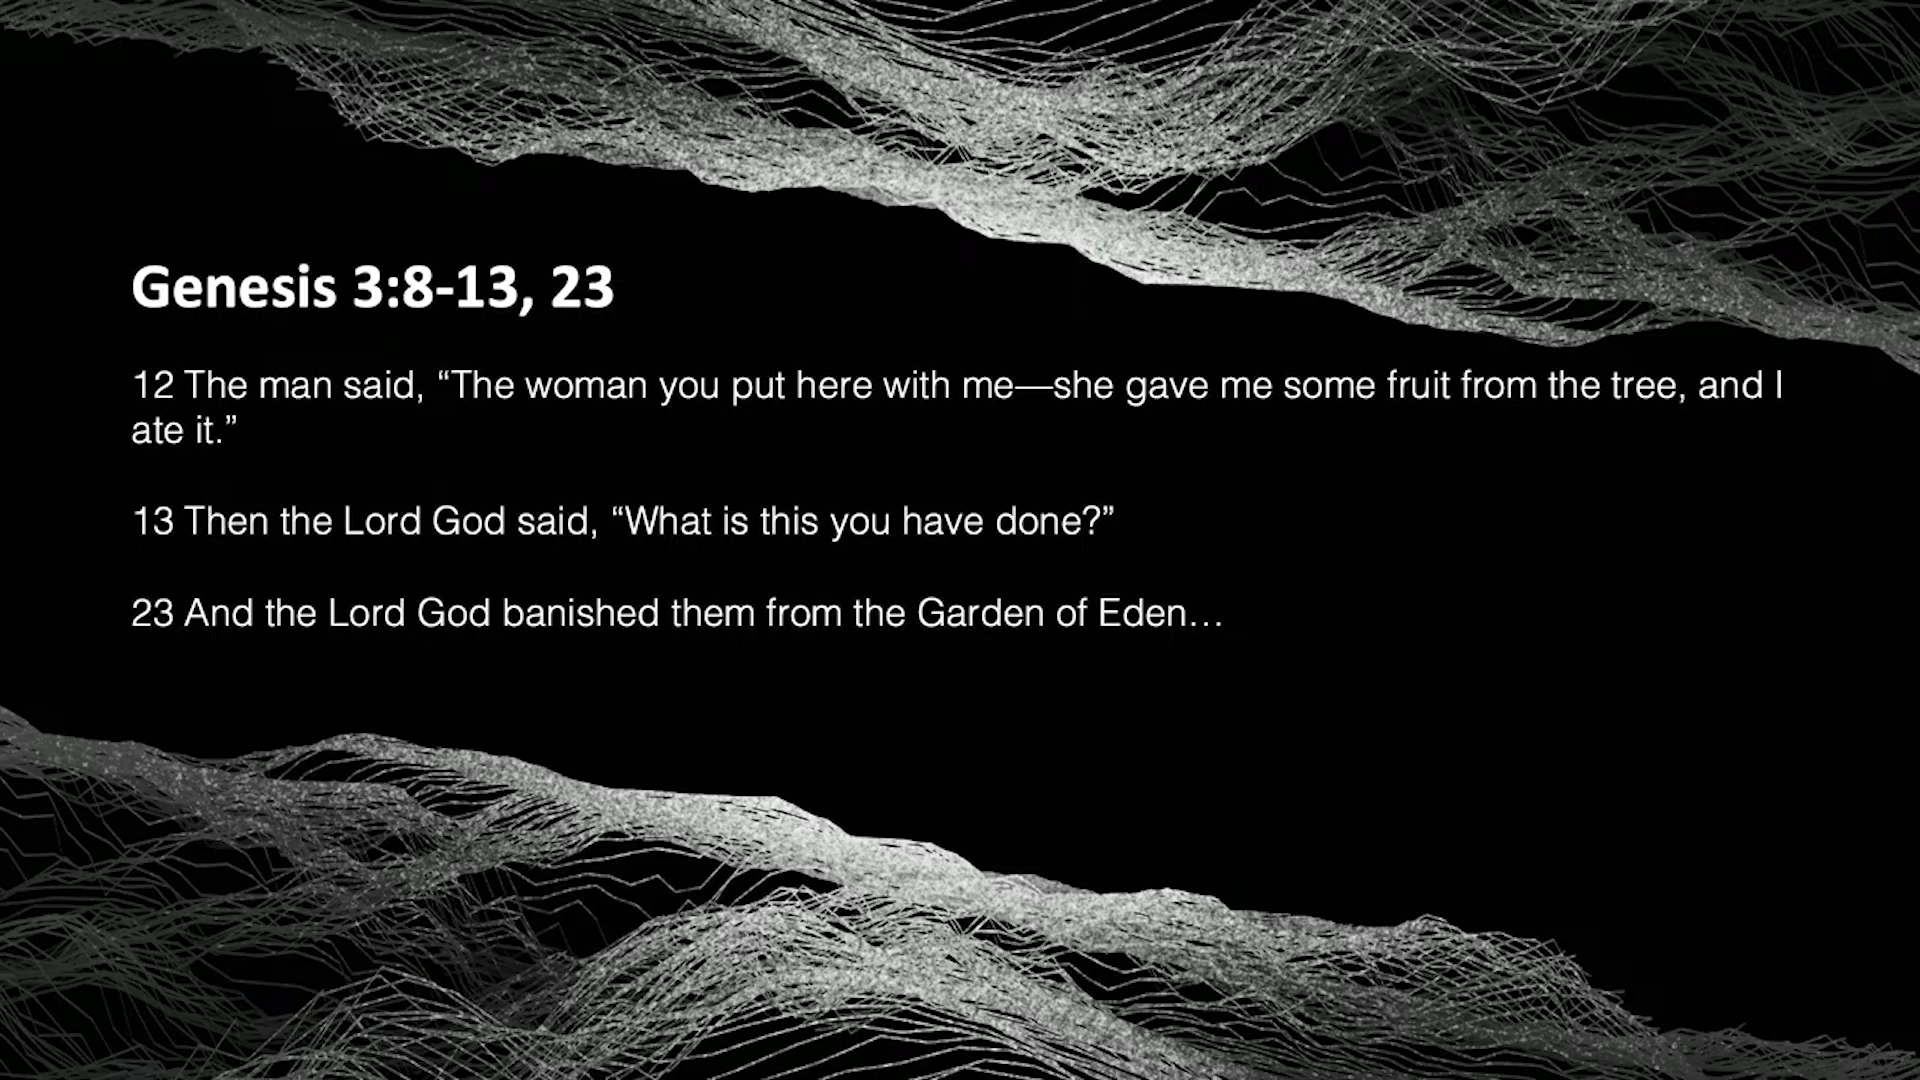 Genesis 3:8-13, 23
12 The man said, “The woman you put here with me—she gave me some fruit from the tree, and I
ate it.”
13 Then the Lord God said, “What is this you have done?”
23 And the Lord God banished them from the Garden of Eden…